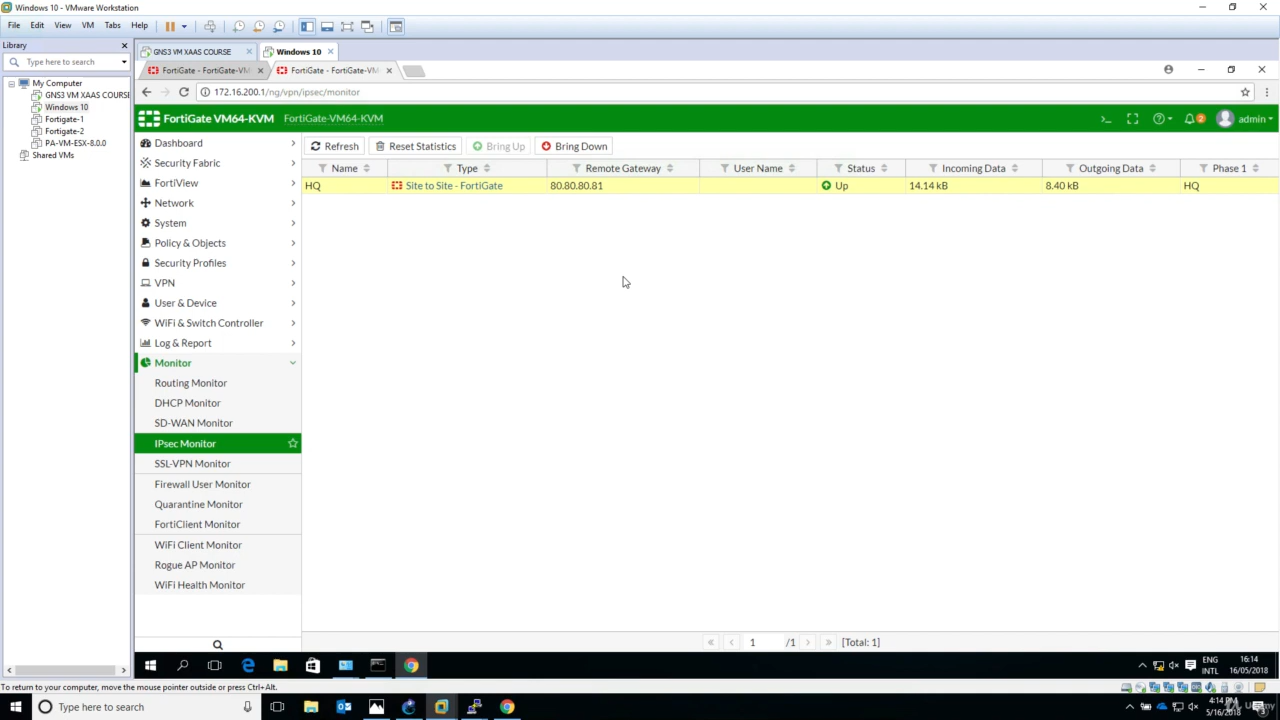 Windows 10 - VMware Workstation
File Edit View VM Tabs Help
Library
Type here to search
My Computer
GNS3 VM XAAS COURSE
Windows 10
Fortigate-1
Fortigate-2
PA-VM-ESX-8.0.0
Shared VMs
GNS3 VM XAAS COURSE Windows 10
FortiGate - FortiGate-VM FortiGate - FortiGate-VM
172.16.200.1/ng/vpn/ipsec/monitor
FortiGate VM64-KVM FortiGate-VM64-KVM >_ 2 admin
Dashboard
Security Fabric
FortiView
Network
System
Policy & Objects
Security Profiles
VPN
User & Device
WiFi & Switch Controller
Log & Report
Monitor
Routing Monitor
DHCP Monitor
SD-WAN Monitor
IPsec Monitor
SSL-VPN Monitor
Firewall User Monitor
Quarantine Monitor
FortiClient Monitor
WiFi Client Monitor
Rogue AP Monitor
WiFi Health Monitor
Refresh Reset Statistics Bring Up Bring Down
Name Type Remote Gateway User Name Status Incoming Data Outgoing Data Phase 1
HQ Site to Site - FortiGate 80.80.80.81 Up 14.14 kB 8.40 kB HQ
« ‹ 1 /1 › » [Total: 1]
ENG 16:14
INTL 16/05/2018
To return to your computer, move the mouse pointer outside or press Ctrl+Alt.
Type here to search
4:14 PM
5/16/2018
Udemy